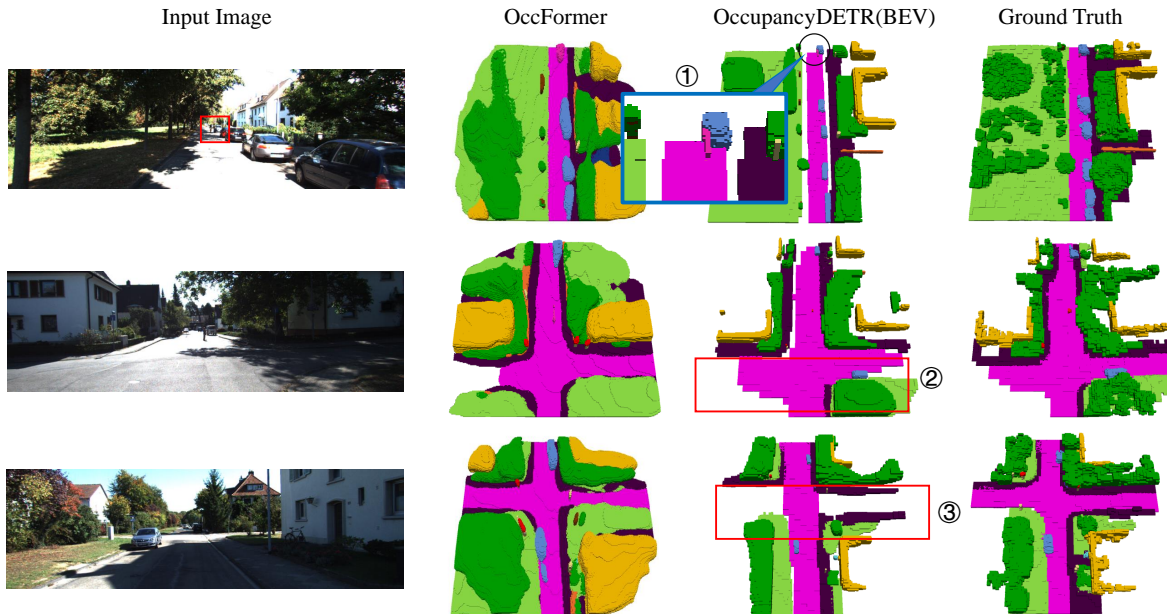 Input Image
OccFormer
OccupancyDETR(BEV)
Ground Truth
①
②
③